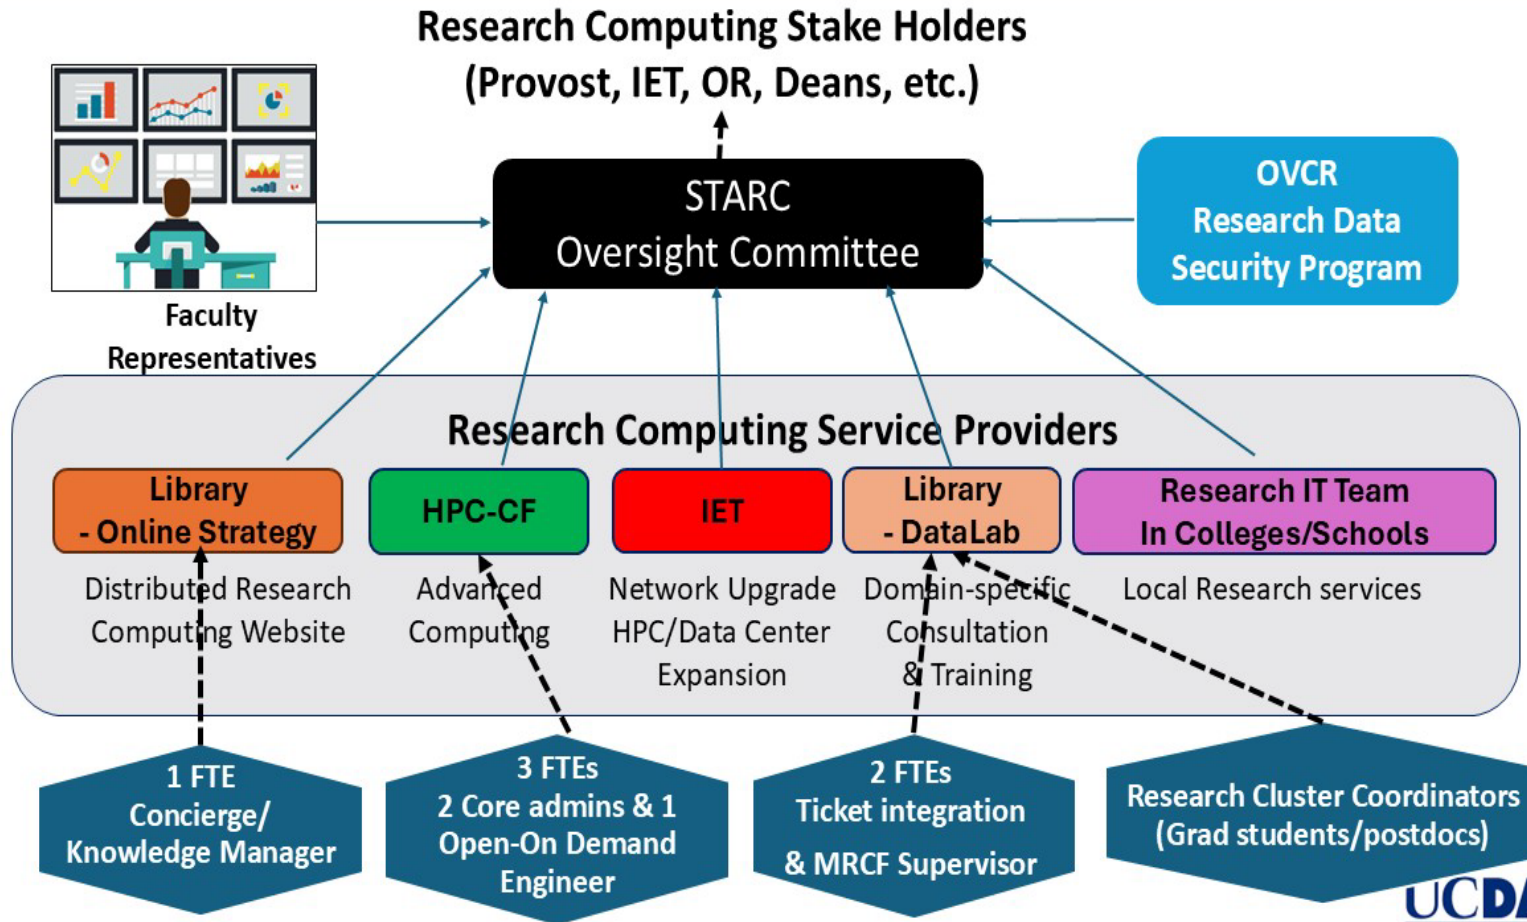 Research Computing Stake Holders
(Provost, IET, OR, Deans, etc.)
STARC
Oversight Committee
OVCR
Research Data
Security Program
Faculty
Representatives
Research Computing Service Providers
Library
- Online Strategy
HPC-CF
IET
Library
- DataLab
Research IT Team
In Colleges/Schools
Distributed Research
Computing Website
Advanced
Computing
Network Upgrade
HPC/Data Center
Expansion
Domain-specific
Consultation
& Training
Local Research services
1 FTE
Concierge/
Knowledge Manager
3 FTEs
2 Core admins & 1
Open-On Demand
Engineer
2 FTEs
Ticket integration
& MRCF Supervisor
Research Cluster Coordinators
(Grad students/postdocs)
UCDA